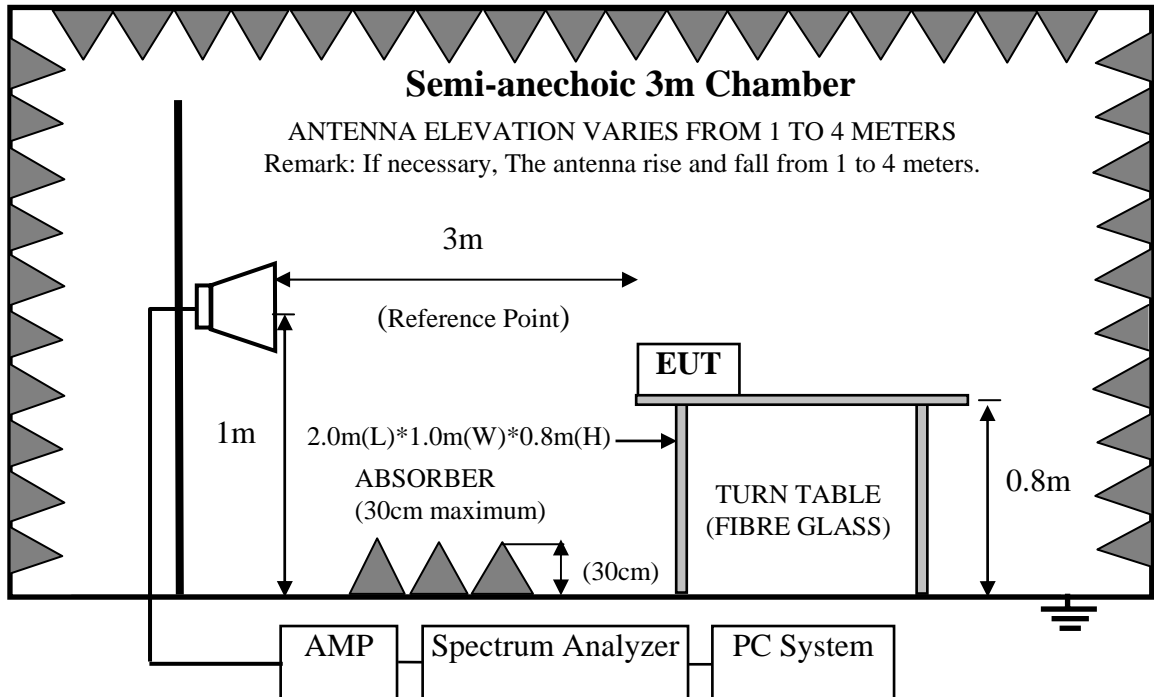 Semi-anechoic 3m Chamber
ANTENNA ELEVATION VARIES FROM 1 TO 4 METERS
Remark: If necessary, The antenna rise and fall from 1 to 4 meters.
3m
(Reference Point)
EUT
1m
2.0m(L)*1.0m(W)*0.8m(H)
ABSORBER
(30cm maximum)
TURN TABLE
(FIBRE GLASS)
0.8m
(30cm)
AMP
Spectrum Analyzer
PC System